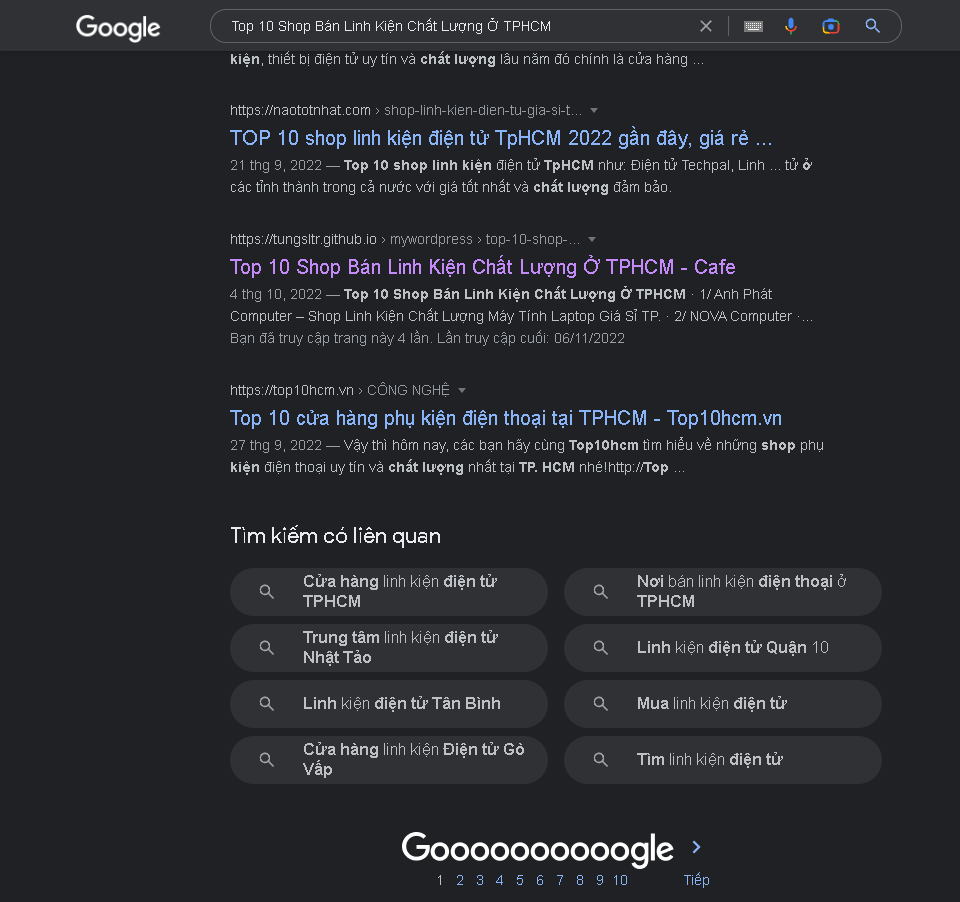 Google
Top 10 Shop Bán Linh Kiện Chất Lượng Ở TPHCM
kiện, thiết bị điện tử uy tín và chất lượng lâu năm đó chính là cửa hàng ...
https://naototnhat.com › shop-linh-kien-dien-tu-gia-si-t...
TOP 10 shop linh kiện điện tử TpHCM 2022 gần đây, giá rẻ ...
21 thg 9, 2022 — Top 10 shop linh kiện điện tử TpHCM như: Điện tử Techpal, Linh ... tử ở
các tỉnh thành trong cả nước với giá tốt nhất và chất lượng đảm bảo.
https://tungsltr.github.io › mywordpress › top-10-shop-...
Top 10 Shop Bán Linh Kiện Chất Lượng Ở TPHCM - Cafe
4 thg 10, 2022 — Top 10 Shop Bán Linh Kiện Chất Lượng Ở TPHCM · 1/ Anh Phát
Computer – Shop Linh Kiện Chất Lượng Máy Tính Laptop Giá Sỉ TP. · 2/ NOVA Computer ·...
Bạn đã truy cập trang này 4 lần. Lần truy cập cuối: 06/11/2022
https://top10hcm.vn › CÔNG NGHỆ
Top 10 cửa hàng phụ kiện điện thoại tại TPHCM - Top10hcm.vn
27 thg 9, 2022 — Vậy thì hôm nay, các bạn hãy cùng Top10hcm tìm hiểu về những shop phụ
kiện điện thoại uy tín và chất lượng nhất tại TP. HCM nhé!http://Top ...
Tìm kiếm có liên quan
Cửa hàng linh kiện điện tử
TPHCM
Nơi bán linh kiện điện thoại ở
TPHCM
Trung tâm linh kiện điện tử
Nhật Tảo
Linh kiện điện tử Quận 10
Linh kiện điện tử Tân Bình
Mua linh kiện điện tử
Cửa hàng linh kiện Điện tử Gò
Vấp
Tìm linh kiện điện tử
Goooooooooogle
1 2 3 4 5 6 7 8 9 10 Tiếp